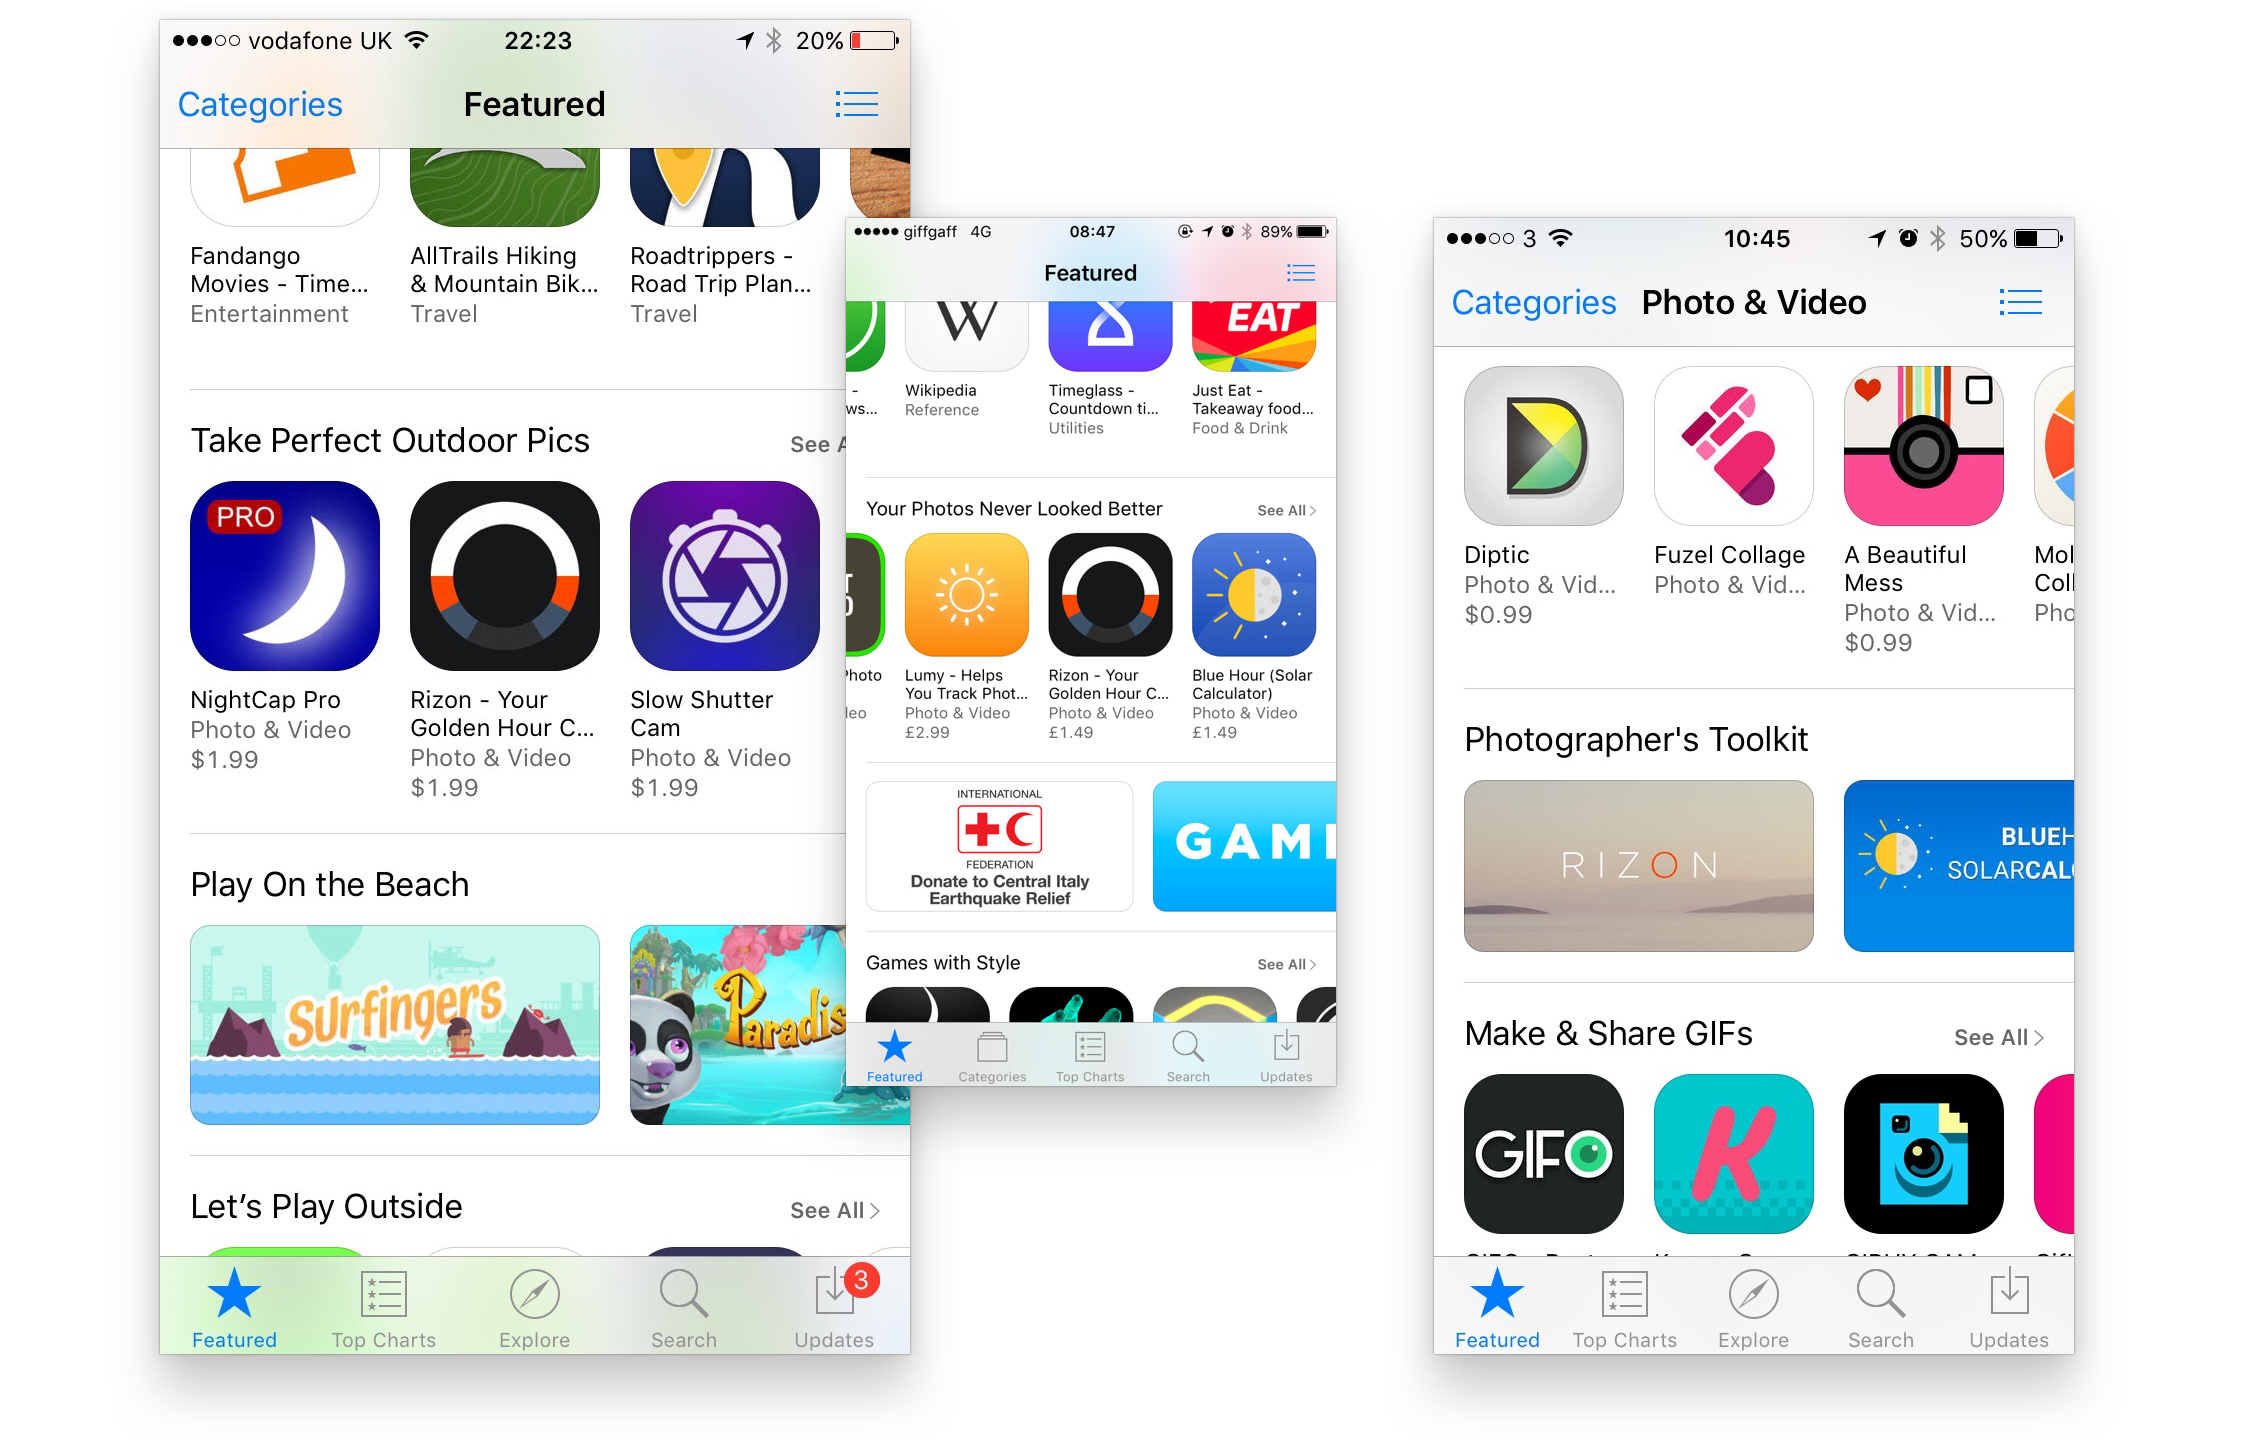 vodafone UK 22:23 20%
Categories Featured
Fandango
Movies - Time...
Entertainment
AllTrails Hiking
& Mountain Bik...
Travel
Roadtrippers -
Road Trip Plan...
Travel
Take Perfect Outdoor Pics
See A
PRO
NightCap Pro
Photo & Video
$1.99
Rizon - Your
Golden Hour C...
Photo & Video
$1.99
Slow Shutter
Cam
Photo & Video
$1.99
Play On the Beach
Surfingers
Paradis
Let's Play Outside
See All
Featured
Top Charts
Explore
Search
3
Updates
giffgaff 4G 08:47 89%
Featured
W
EAT
-
ws...
Wikipedia
Reference
Timeglass -
Countdown ti...
Utilities
Just Eat -
Takeaway food...
Food & Drink
Your Photos Never Looked Better
See All
Photo
deo
Lumy - Helps
You Track Phot...
Photo & Video
£2.99
Rizon - Your
Golden Hour C...
Photo & Video
£1.49
Blue Hour (Solar
Calculator)
Photo & Video
£1.49
INTERNATIONAL
FEDERATION
Donate to Central Italy
Earthquake Relief
GAME
Games with Style
See All
Featured
Categories
Top Charts
Search
Updates
3 10:45 50%
Categories Photo & Video
Diptic
Photo & Vid...
$0.99
Fuzel Collage
Photo & Vid...
A Beautiful
Mess
Photo & Vid...
$0.99
Mol
Coll
Pho
Photographer's Toolkit
RIZON
BLUEH
SOLARCALC
Make & Share GIFs
See All
GIFO
K
Featured
Top Charts
Explore
Search
Updates